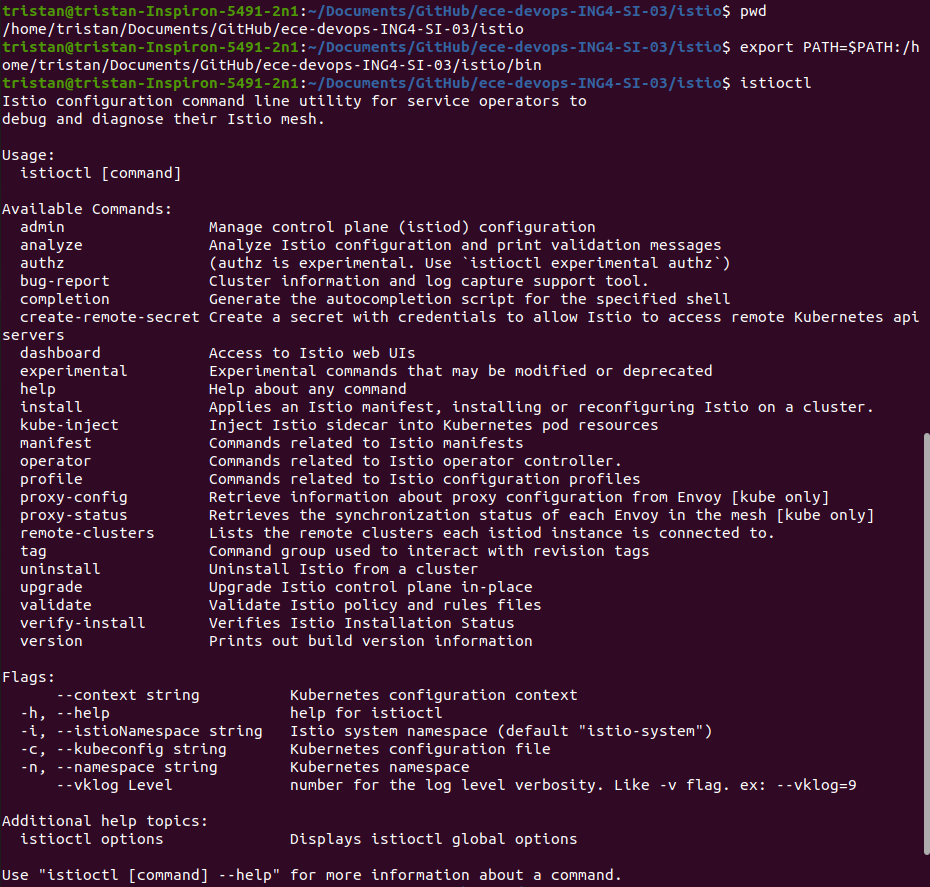 tristan@tristan-Inspiron-5491-2n1:~/Documents/GitHub/ece-devops-ING4-SI-03/istio$ pwd
/home/tristan/Documents/GitHub/ece-devops-ING4-SI-03/istio
tristan@tristan-Inspiron-5491-2n1:~/Documents/GitHub/ece-devops-ING4-SI-03/istio$ export PATH=$PATH:/h
ome/tristan/Documents/GitHub/ece-devops-ING4-SI-03/istio/bin
tristan@tristan-Inspiron-5491-2n1:~/Documents/GitHub/ece-devops-ING4-SI-03/istio$ istioctl
Istio configuration command line utility for service operators to
debug and diagnose their Istio mesh.

Usage:
  istioctl [command]

Available Commands:
  admin                Manage control plane (istiod) configuration
  analyze              Analyze Istio configuration and print validation messages
  authz                (authz is experimental. Use `istioctl experimental authz`)
  bug-report           Cluster information and log capture support tool.
  completion           Generate the autocompletion script for the specified shell
  create-remote-secret Create a secret with credentials to allow Istio to access remote Kubernetes api
servers
  dashboard            Access to Istio web UIs
  experimental         Experimental commands that may be modified or deprecated
  help                 Help about any command
  install              Applies an Istio manifest, installing or reconfiguring Istio on a cluster.
  kube-inject          Inject Istio sidecar into Kubernetes pod resources
  manifest             Commands related to Istio manifests
  operator             Commands related to Istio operator controller.
  profile              Commands related to Istio configuration profiles
  proxy-config         Retrieve information about proxy configuration from Envoy [kube only]
  proxy-status         Retrieves the synchronization status of each Envoy in the mesh [kube only]
  remote-clusters      Lists the remote clusters each istiod instance is connected to.
  tag                  Command group used to interact with revision tags
  uninstall            Uninstall Istio from a cluster
  upgrade              Upgrade Istio control plane in-place
  validate             Validate Istio policy and rules files
  verify-install       Verifies Istio Installation Status
  version              Prints out build version information

Flags:
      --context string          Kubernetes configuration context
  -h, --help                    help for istioctl
  -i, --istioNamespace string   Istio system namespace (default "istio-system")
  -c, --kubeconfig string       Kubernetes configuration file
  -n, --namespace string        Kubernetes namespace
      --vklog Level             number for the log level verbosity. Like -v flag. ex: --vklog=9

Additional help topics:
  istioctl options              Displays istioctl global options

Use "istioctl [command] --help" for more information about a command.